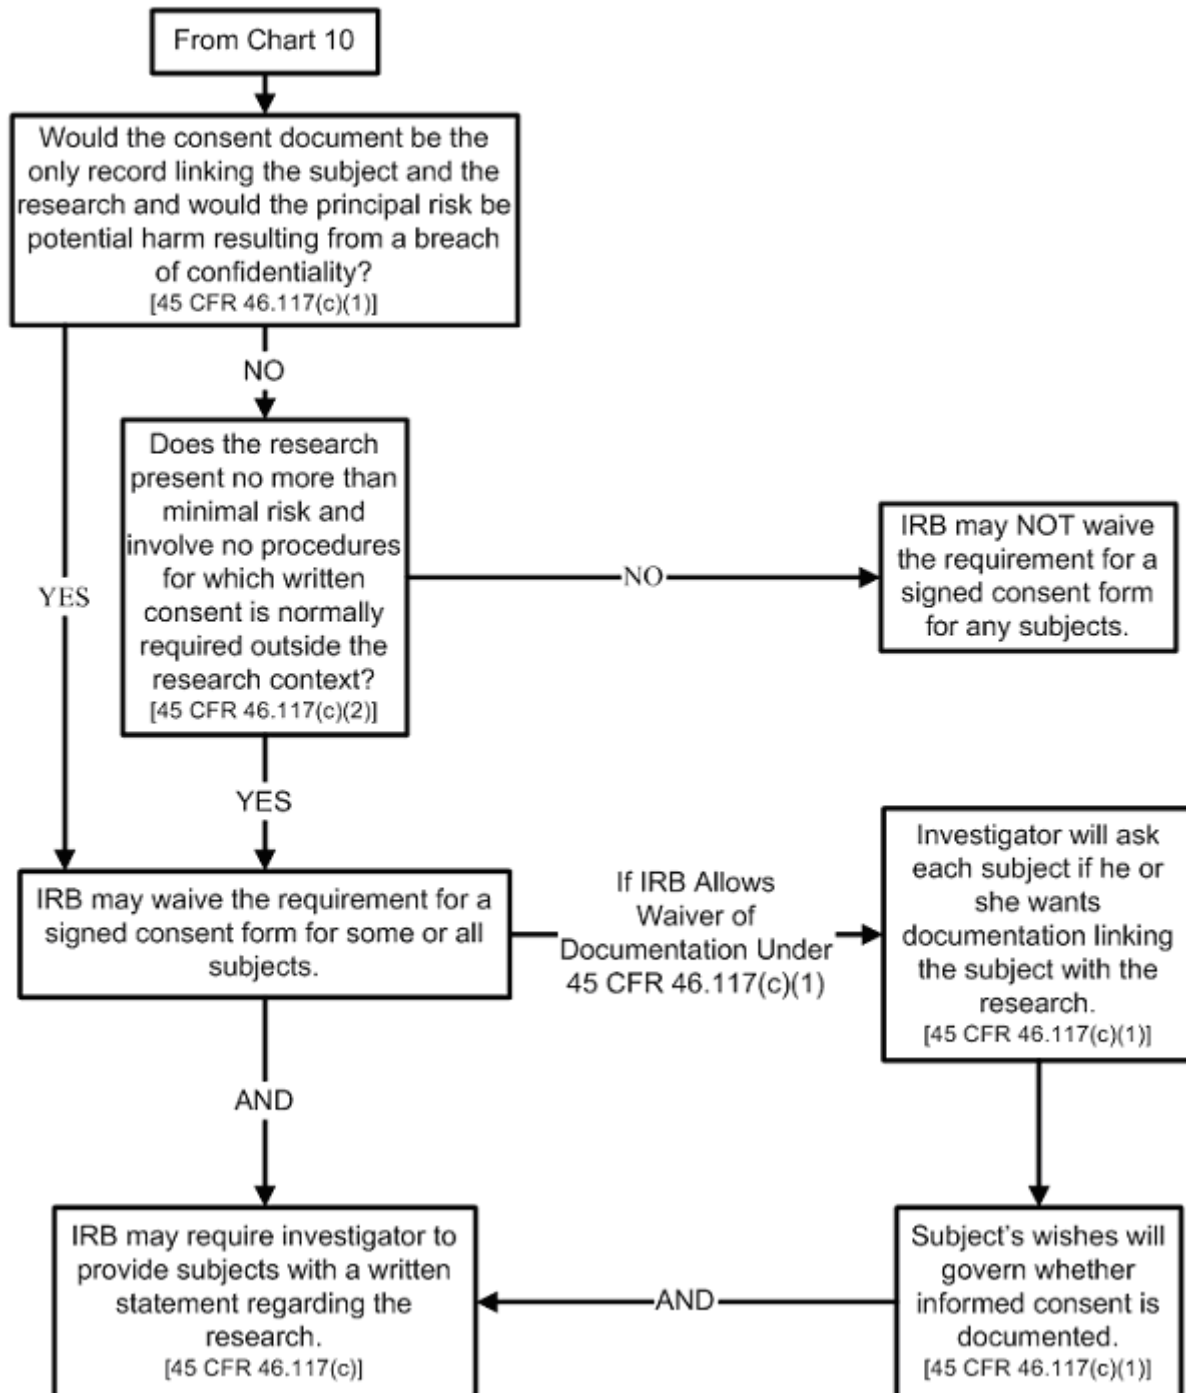 From Chart 10
Would the consent document be the
only record linking the subject and the
research and would the principal risk be
potential harm resulting from a breach
of confidentiality?
[45 CFR 46.117(c)(1)]
NO
YES
Does the research
present no more than
minimal risk and
involve no procedures
for which written
consent is normally
required outside the
research context?
[45 CFR 46.117(c)(2)]
NO
IRB may NOT waive
the requirement for a
signed consent form
for any subjects.
YES
IRB may waive the requirement for a
signed consent form for some or all
subjects.
If IRB Allows
Waiver of
Documentation Under
45 CFR 46.117(c)(1)
Investigator will ask
each subject if he or
she wants
documentation linking
the subject with the
research.
[45 CFR 46.117(c)(1)]
AND
IRB may require investigator to
provide subjects with a written
statement regarding the
research.
[45 CFR 46.117(c)]
AND
Subject's wishes will
govern whether
informed consent is
documented.
[45 CFR 46.117(c)(1)]